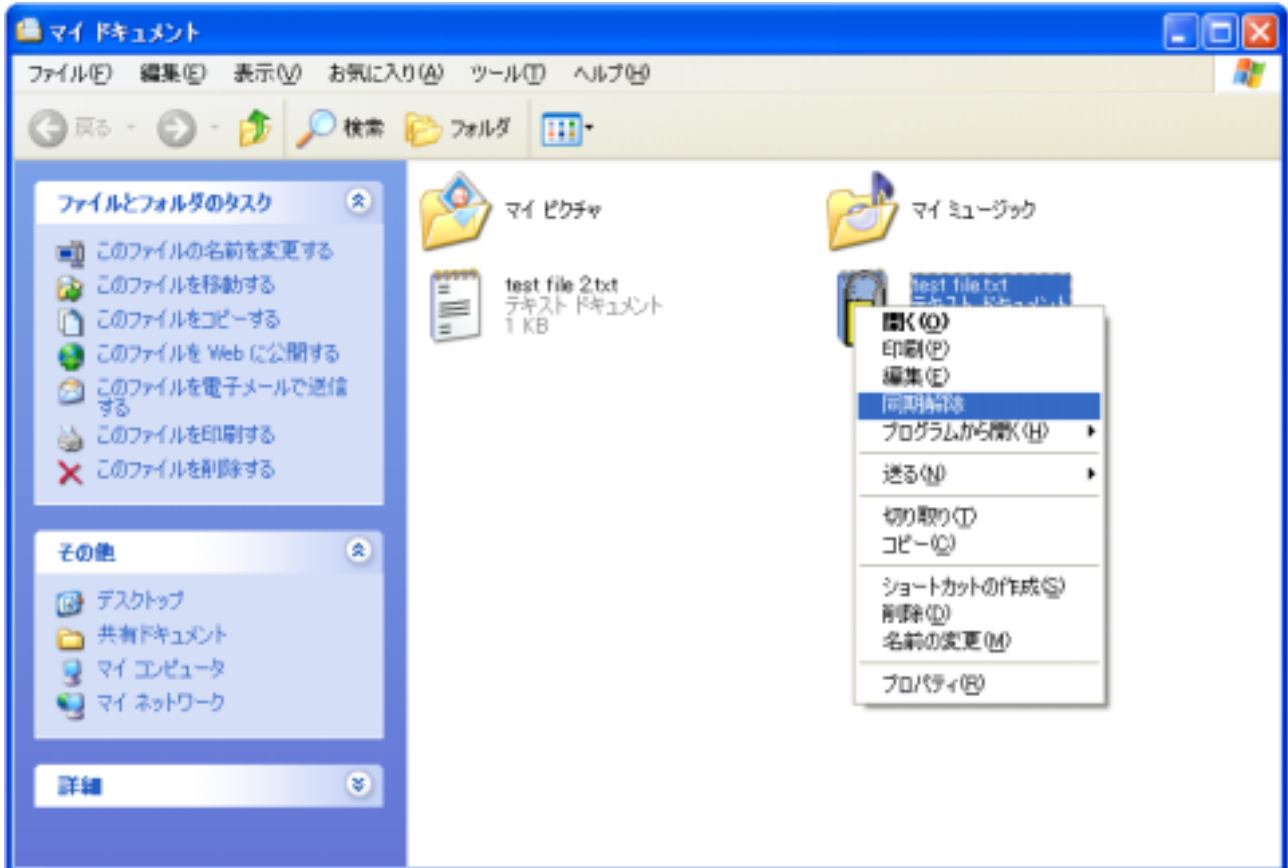 マイ ドキュメント
ファイル(F) 編集(E) 表示(V) お気に入り(A) ツール(T) ヘルプ(H)
戻る 検索 フォルダ
ファイルとフォルダのタスク
このファイルの名前を変更する
このファイルを移動する
このファイルをコピーする
このファイルを Web に公開する
このファイルを電子メールで送信
する
このファイルを印刷する
このファイルを削除する
その他
デスクトップ
共有ドキュメント
マイ コンピュータ
マイ ネットワーク
詳細
マイ ピクチャ
マイ ミュージック
test file 2.txt
テキスト ドキュメント
1 KB
test file.txt
テキスト ドキュメント
開く(O)
印刷(P)
編集(E)
同期解除
プログラムから開く(H)
送る(N)
切り取り(T)
コピー(C)
ショートカットの作成(S)
削除(D)
名前の変更(M)
プロパティ(R)